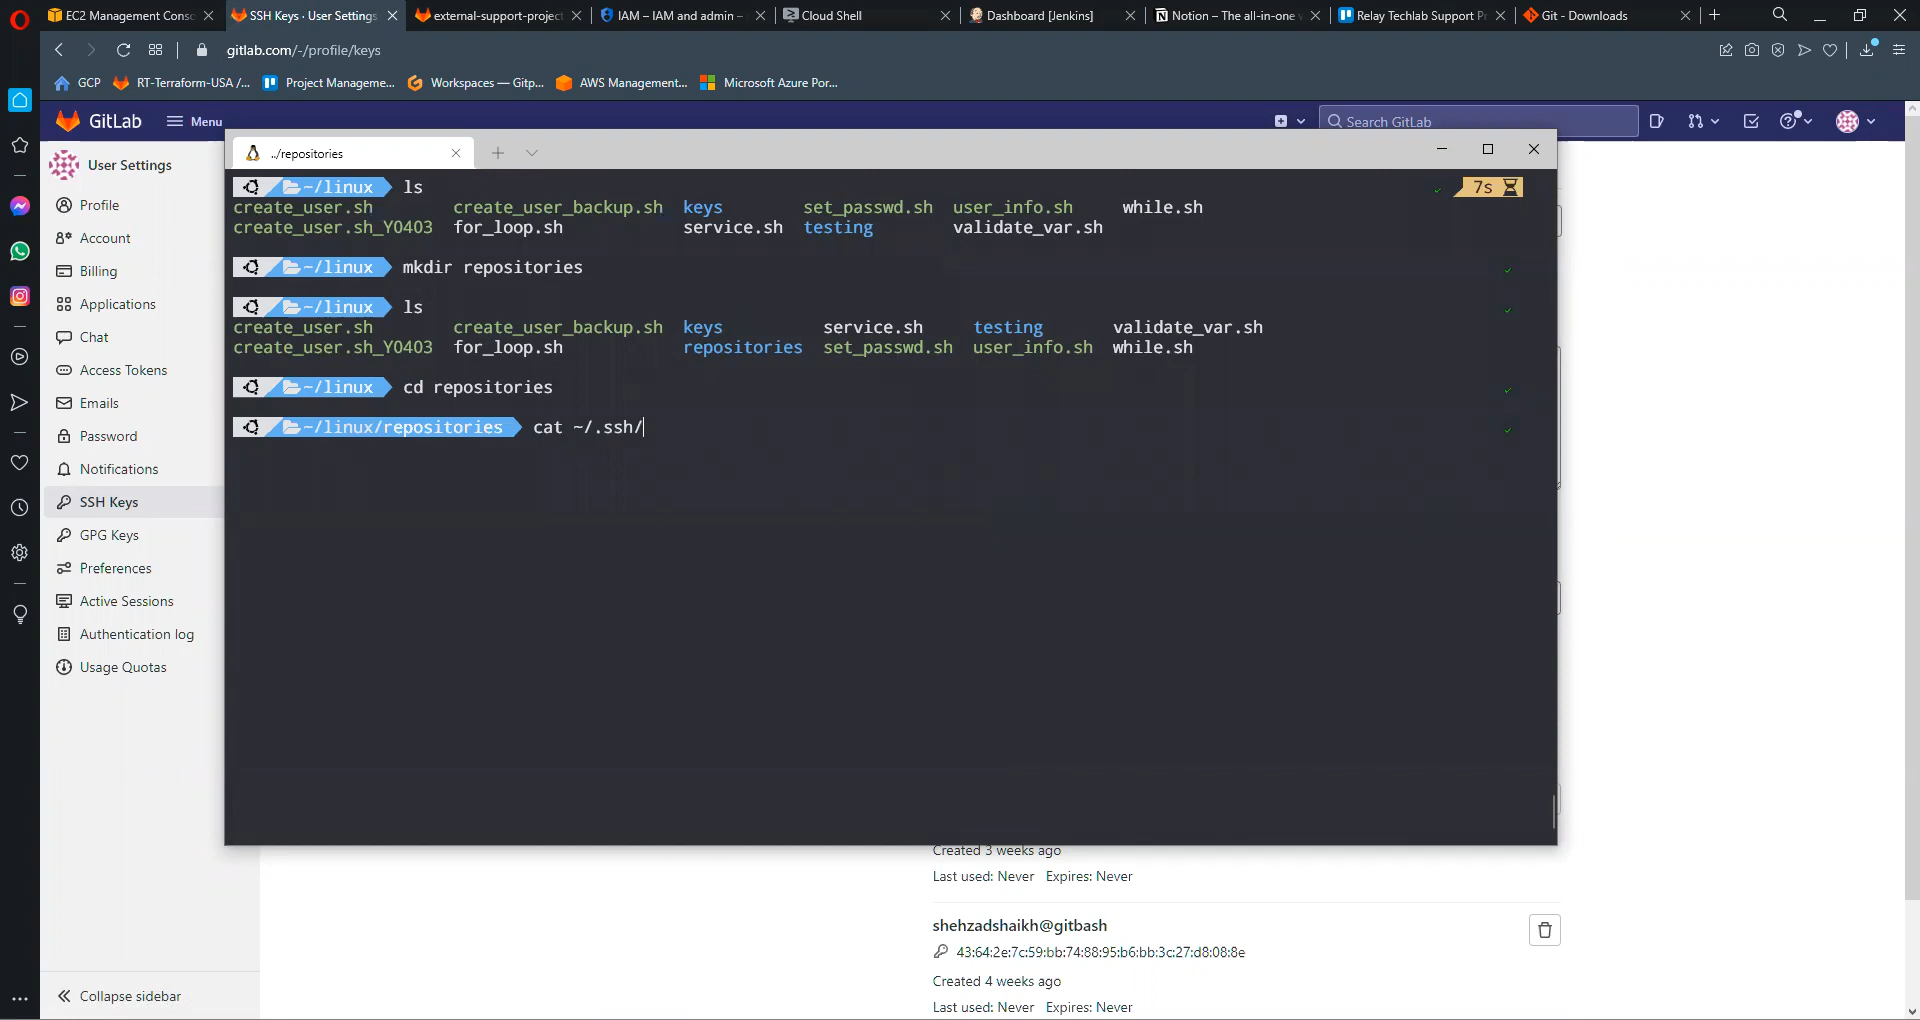 EC2 Management Consc
SSH Keys · User Settings
external-support-project
IAM – IAM and admin –
Cloud Shell
Dashboard [Jenkins]
Notion – The all-in-one
Relay Techlab Support Pr
Git - Downloads
gitlab.com/-/profile/keys
GCP
RT-Terraform-USA /...
Project Manageme...
Workspaces — Gitp...
AWS Management...
Microsoft Azure Por...
GitLab
Menu
Search GitLab
User Settings
Profile
Account
Billing
Applications
Chat
Access Tokens
Emails
Password
Notifications
SSH Keys
GPG Keys
Preferences
Active Sessions
Authentication log
Usage Quotas
Collapse sidebar
../repositories
~/linux ls 7s
create_user.sh create_user_backup.sh keys set_passwd.sh user_info.sh while.sh
create_user.sh_YO4O3 for_loop.sh service.sh testing validate_var.sh
~/linux mkdir repositories
~/linux ls
create_user.sh create_user_backup.sh keys service.sh testing validate_var.sh
create_user.sh_YO4O3 for_loop.sh repositories set_passwd.sh user_info.sh while.sh
~/linux cd repositories
~/linux/repositories cat ~/.ssh/
Created 3 weeks ago
Last used: Never Expires: Never
shehzadshaikh@gitbash
43:64:2e:7c:59:bb:74:88:95:b6:bb:3c:27:d8:08:8e
Created 4 weeks ago
Last used: Never Expires: Never